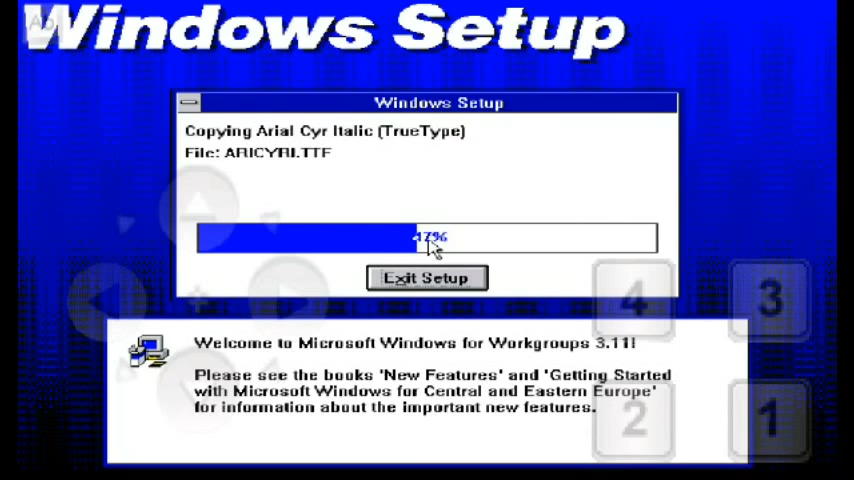 Windows Setup
Windows Setup
Copying Arial Cyr Italic (TrueType)
File: ARICYRI.TTF
47%
Exit Setup
4
3
Welcome to Microsoft Windows for Workgroups 3.11!
Please see the books 'New Features' and 'Getting Started
with Microsoft Windows for Central and Eastern Europe'
for information about the important new features.
2
1